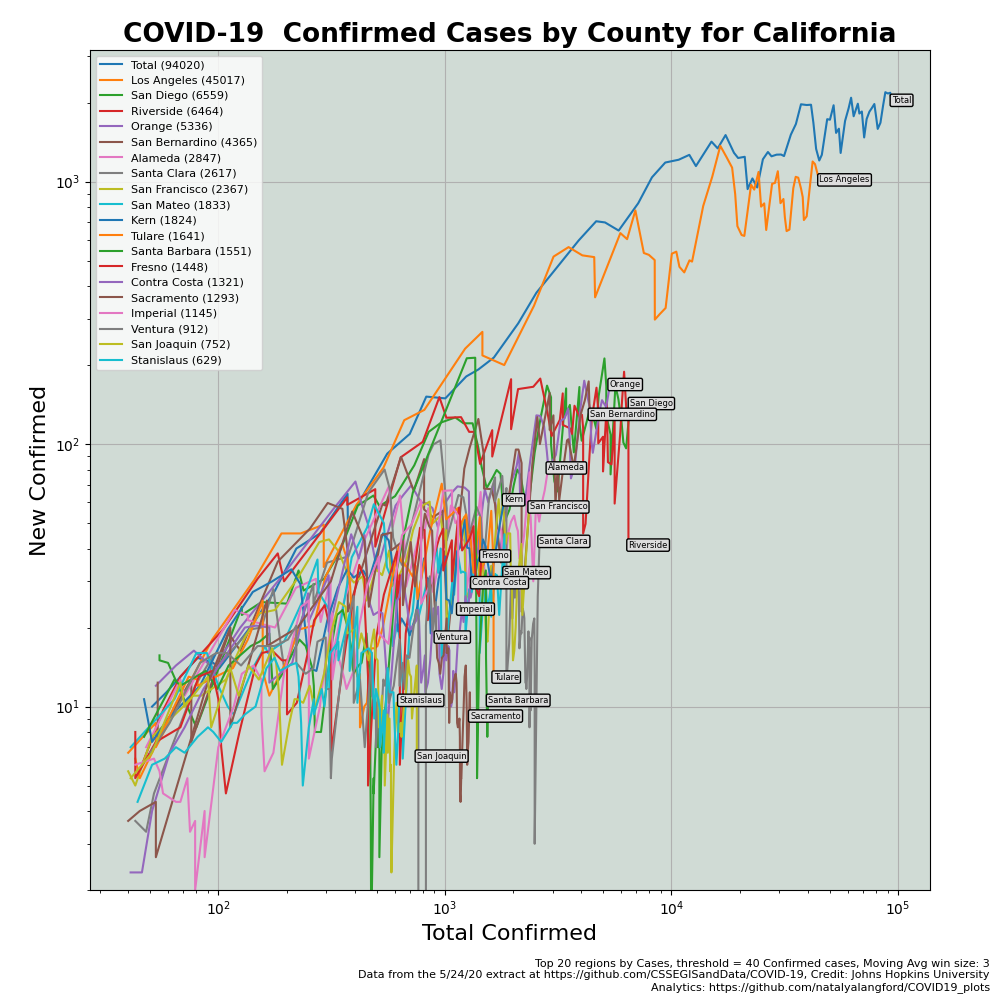 COVID-19  Confirmed Cases by County for California
Total (94020)
Los Angeles (45017)
San Diego (6559)
Riverside (6464)
Orange (5336)
San Bernardino (4365)
Alameda (2847)
Santa Clara (2617)
San Francisco (2367)
San Mateo (1833)
Kern (1824)
Tulare (1641)
Santa Barbara (1551)
Fresno (1448)
Contra Costa (1321)
Sacramento (1293)
Imperial (1145)
Ventura (912)
San Joaquin (752)
Stanislaus (629)
Total
Los Angeles
Orange
San Diego
San Bernardino
Alameda
Kern
San Francisco
Santa Clara
Riverside
Fresno
San Mateo
Contra Costa
Imperial
Ventura
Tulare
Stanislaus
Santa Barbara
Sacramento
San Joaquin
New Confirmed
10³
10²
10¹
10²
10³
10⁴
10⁵
Total Confirmed
Top 20 regions by Cases, threshold = 40 Confirmed cases, Moving Avg win size: 3
Data from the 5/24/20 extract at https://github.com/CSSEGISandData/COVID-19, Credit: Johns Hopkins University
Analytics: https://github.com/natalyalangford/COVID19_plots